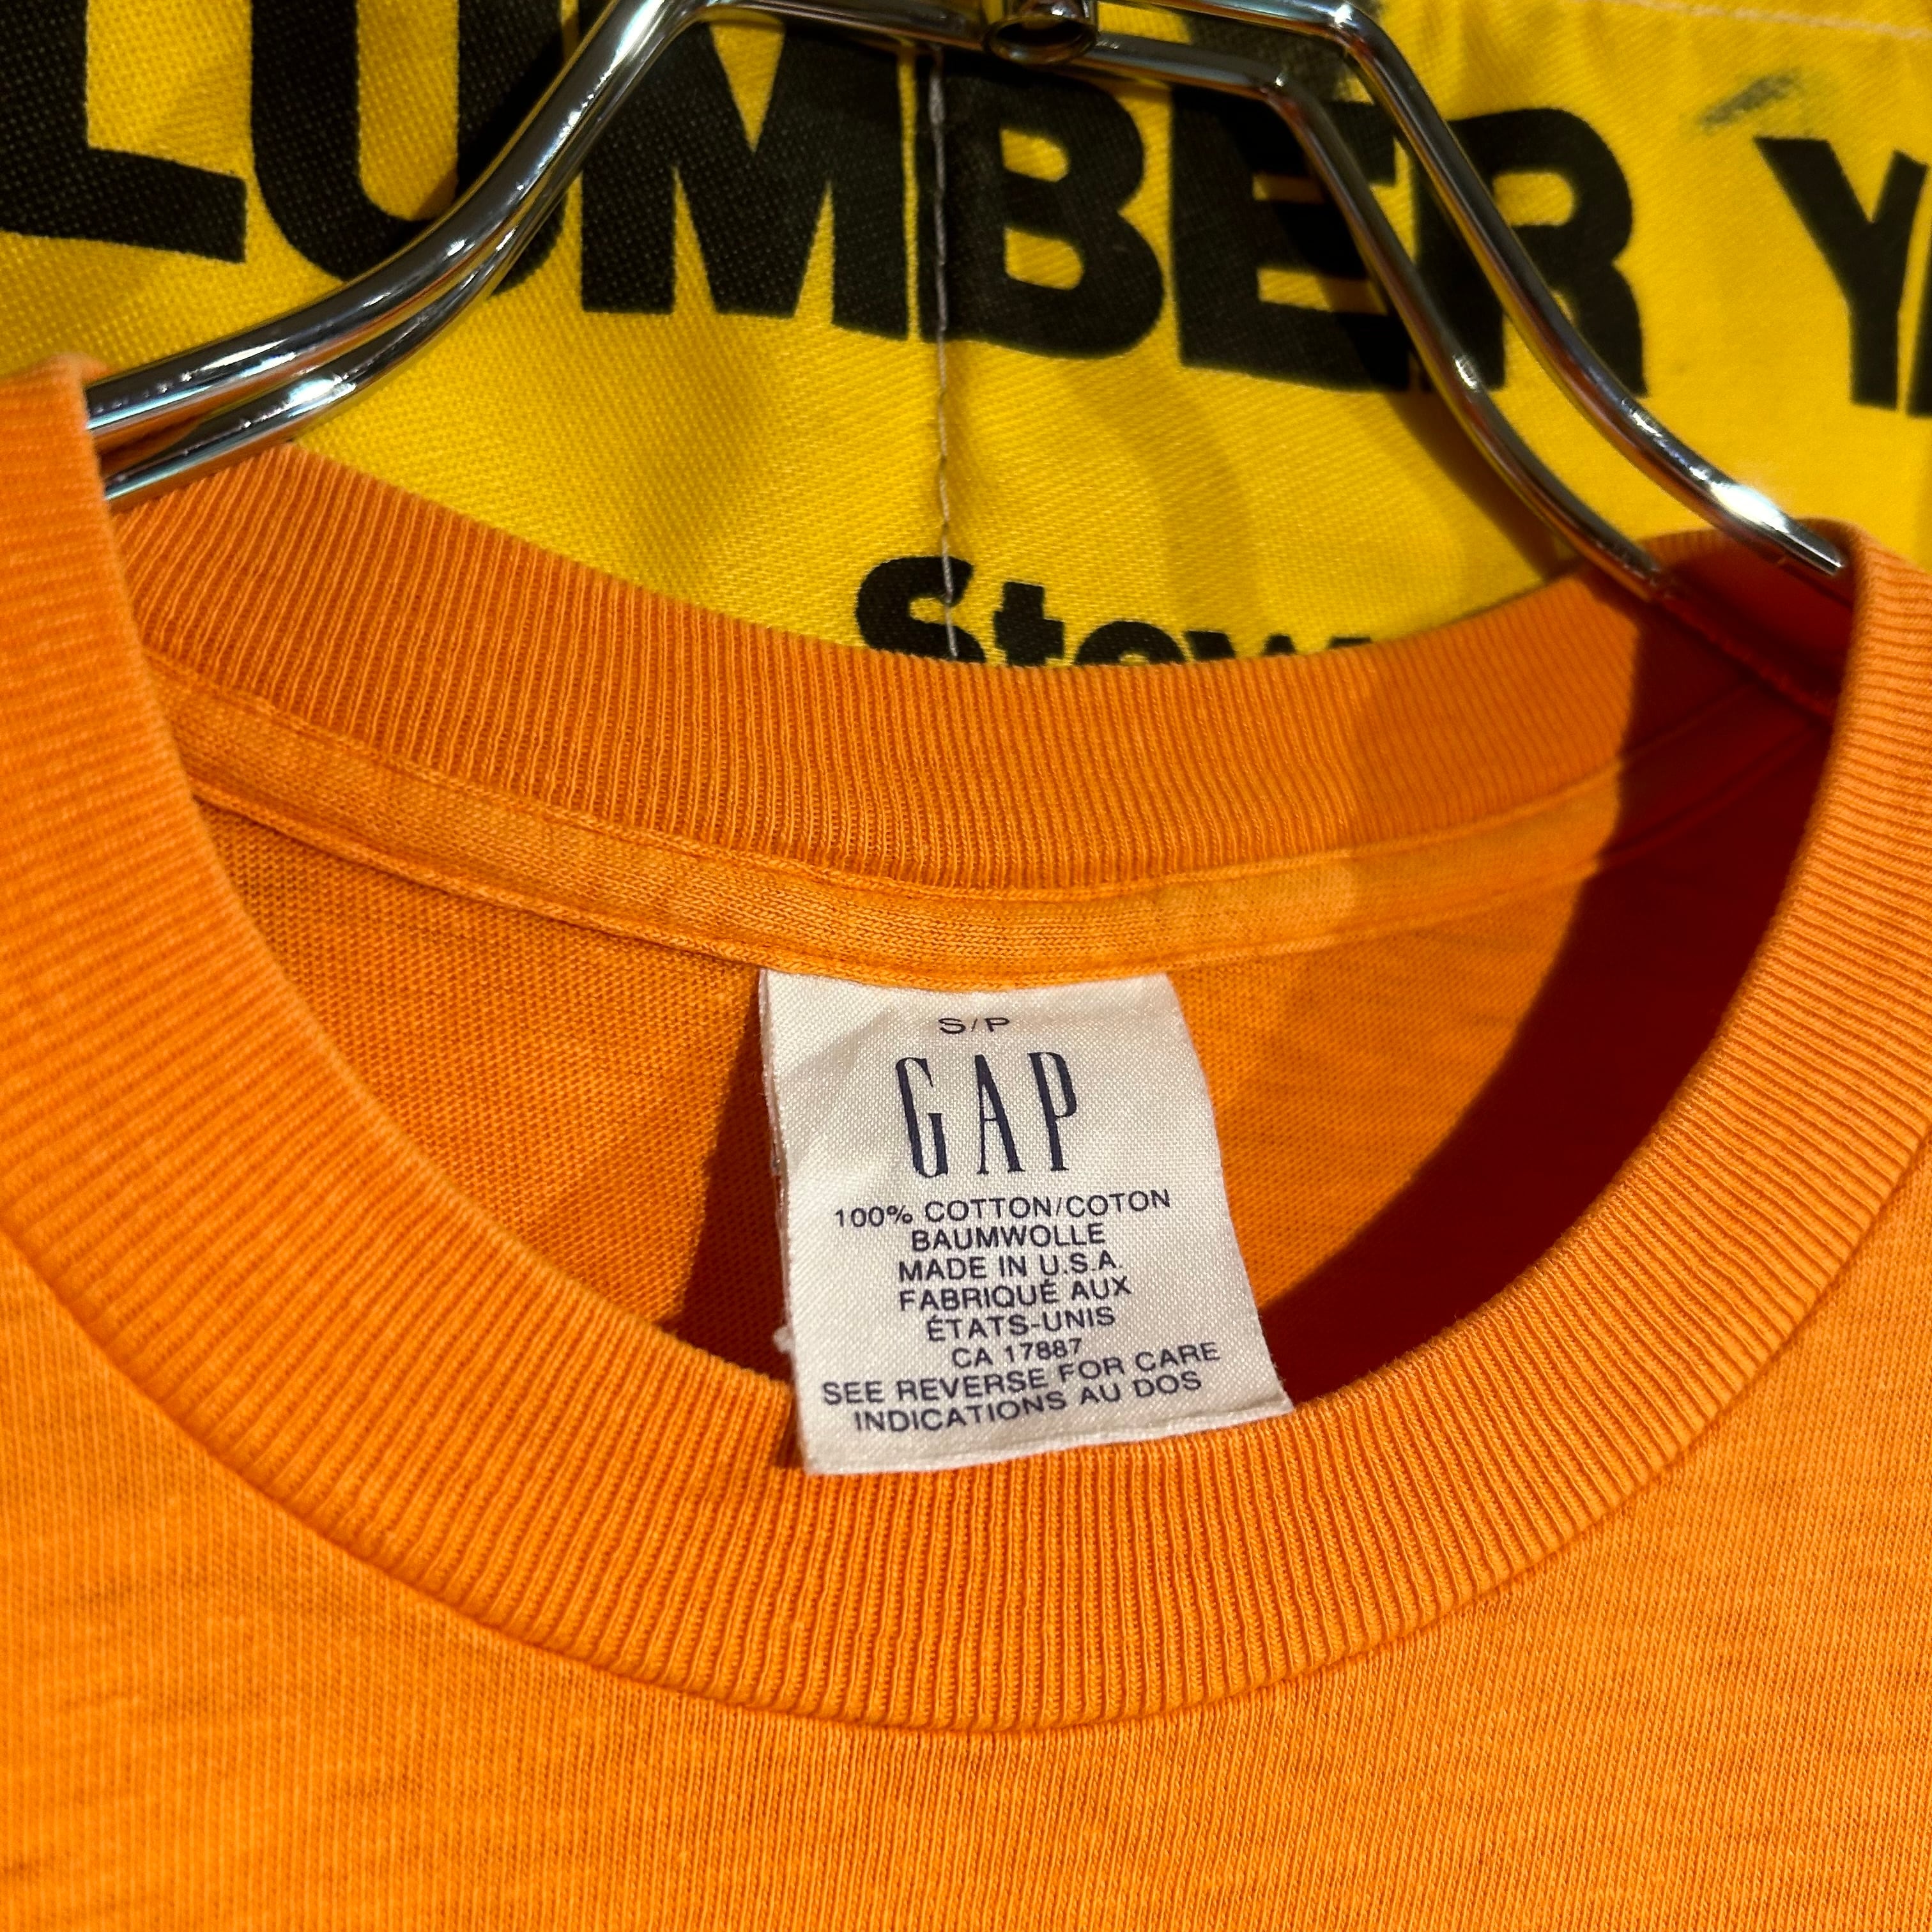 LUMBER
S/P
GAP
100% COTTON/COTON
BAUMWOLLE
MADE IN U.S.A.
FABRIQUÉ AUX
ÉTATS-UNIS
CA 17887
SEE REVERSE FOR CARE
INDICATIONS AU DOS